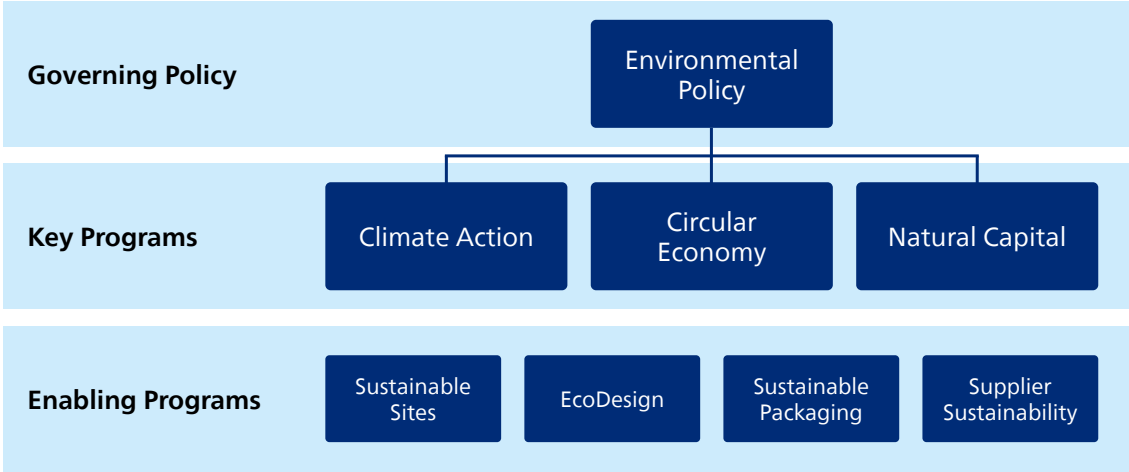 Governing Policy
Environmental
Policy
Key Programs
Climate Action
Circular
Economy
Natural Capital
Enabling Programs
Sustainable
Sites
EcoDesign
Sustainable
Packaging
Supplier
Sustainability